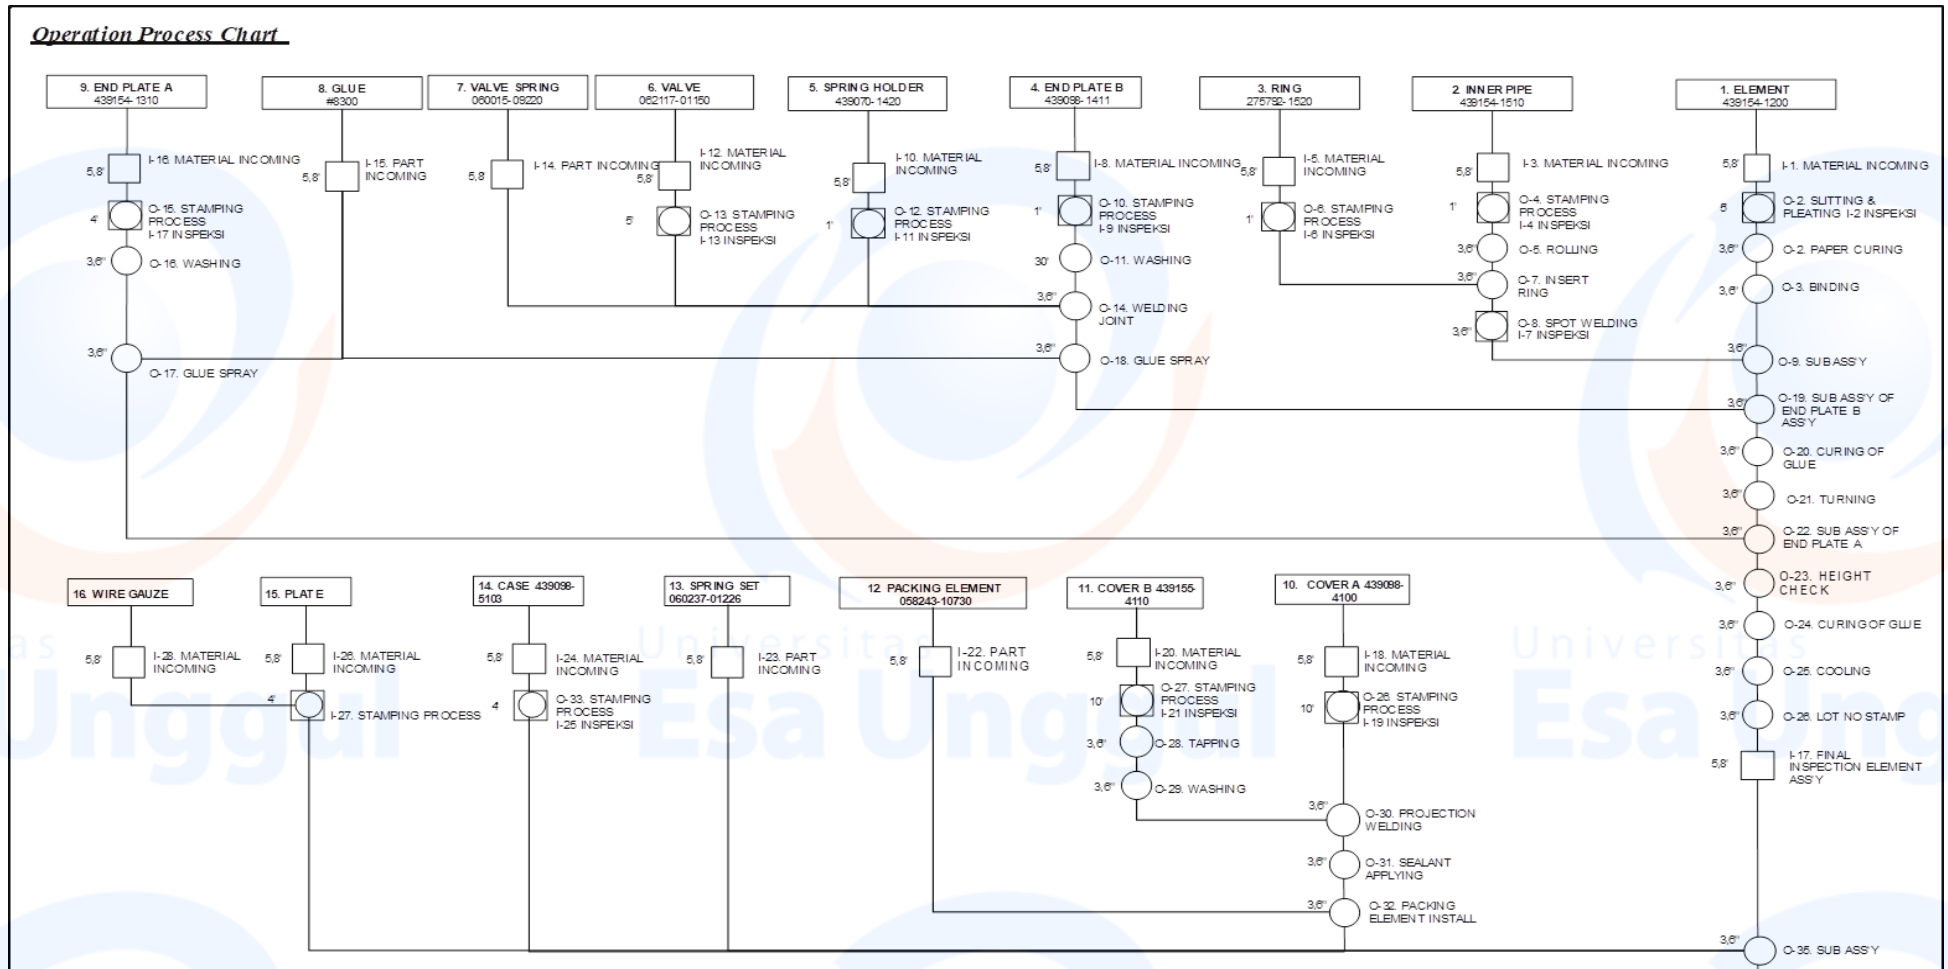 Operation Process Chart
9. END PLATE A
439154-1310
8. GLUE
#8300
7. VALVE SPRING
060015-09220
6. VALVE
062117-01150
5. SPRING HOLDER
439070-1420
4. END PLATE B
439098-1411
3. RING
275792-1520
2. INNER PIPE
439154-1510
1. ELEMENT
439154-1200
5,8'
I-16. MATERIAL INCOMING
4'
O-15. STAMPING
PROCESS
I-17 INSPEKSI
3,6"
O-16. WASHING
3,6"
O-17. GLUE SPRAY
5,8'
I-15. PART
INCOMING
5,8'
I-14. PART INCOMING
5,8'
I-12. MATERIAL
INCOMING
5'
O-13 STAMPING
PROCESS
I-13 INSPEKSI
5,8'
I-10. MATERIAL
INCOMING
1'
O-12. STAMPING
PROCESS
I-11 INSPEKSI
5,8'
I-8. MATERIAL INCOMING
1'
O-10. STAMPING
PROCESS
I-9 INSPEKSI
30'
O-11. WASHING
3,6"
O-14. WELDING
JOINT
3,6"
O-18. GLUE SPRAY
5,8'
I-5. MATERIAL
INCOMING
1'
O-6. STAMPING
PROCESS
I-6 INSPEKSI
5,8'
I-3. MATERIAL INCOMING
1'
O-4. STAMPING
PROCESS
I-4 INSPEKSI
3,6"
O-5. ROLLING
3,6"
O-7. INSERT
RING
3,6"
O-8. SPOT WELDING
I-7 INSPEKSI
5,8'
I-1. MATERIAL INCOMING
6'
O-2. SLITTING &
PLEATING I-2 INSPEKSI
3,6"
O-2. PAPER CURING
3,6"
O-3. BINDING
3,6"
O-9. SUBASS'Y
3,6"
O-19. SUB ASS'Y OF
END PLATE B
ASS'Y
3,6"
O-20. CURING OF
GLUE
3,6"
O-21. TURNING
3,6"
O-22. SUB ASS'Y OF
END PLATE A
3,6"
O-23. HEIGHT
CHECK
3,6"
O-24. CURING OF GLUE
3,6"
O-25. COOLING
3,6"
O-26. LOT NO STAMP
5,8'
I-17. FINAL
INSPECTION ELEMENT
ASS'Y
16. WIRE GAUZE
15. PLATE
14. CASE 439098-
5103
13. SPRING SET
060237-01226
12. PACKING ELEMENT
058243-10730
11. COVER B 439155-
4110
10. COVER A 439098-
4100
5,8'
I-28. MATERIAL
INCOMING
5,8'
I-26. MATERIAL
INCOMING
4'
I-27. STAMPING PROCESS
5,8'
I-24. MATERIAL
INCOMING
4'
O-33. STAMPING
PROCESS
I-25 INSPEKSI
5,8'
I-23. PART
INCOMING
5,8'
I-22. PART
INCOMING
5,8'
I-20. MATERIAL
INCOMING
10'
O-27. STAMPING
PROCESS
I-21 INSPEKSI
3,6"
O-28. TAPPING
3,6"
O-29. WASHING
5,8'
I-18. MATERIAL
INCOMING
10'
O-26. STAMPING
PROCESS
I-19 INSPEKSI
3,6"
O-30. PROJECTION
WELDING
3,6"
O-31. SEALANT
APPLYING
3,6"
O-32. PACKING
ELEMENT INSTALL
3,6"
O-35. SUB ASS'Y
tas
Unggul
Universitas
Esa Unggul
Universitas
Esa Ung